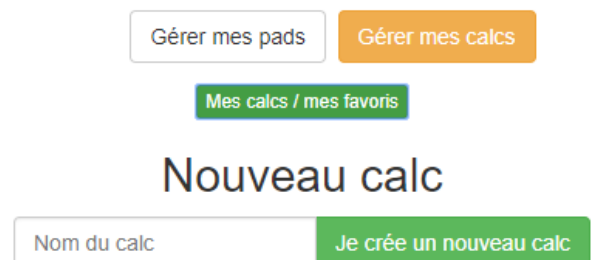 Gérer mes pads Gérer mes calcs
Mes calcs / mes favoris
Nouveau calc
Nom du calc Je crée un nouveau calc